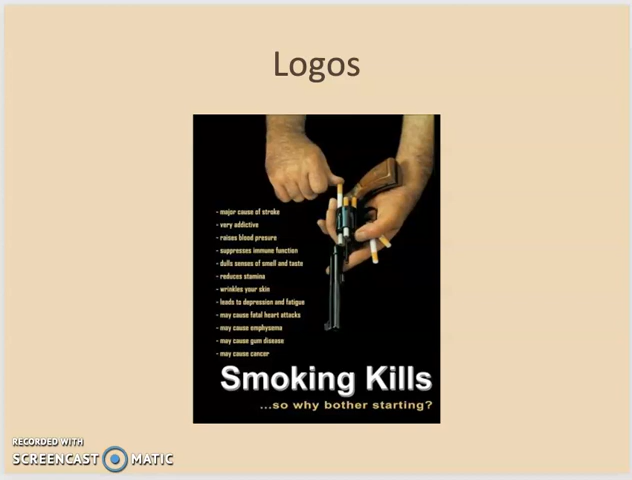 Logos
- major cause of stroke
- very addictive
- raises blood presure
- suppresses immune function
- dulls senses of smell and taste
- reduces stamina
- wrinkles your skin
- leads to depression and fatigue
- may cause fatal heart attacks
- may cause emphysema
- may cause gum disease
- may cause cancer
Smoking Kills
...so why bother starting?
RECORDED WITH
SCREENCAST MATIC